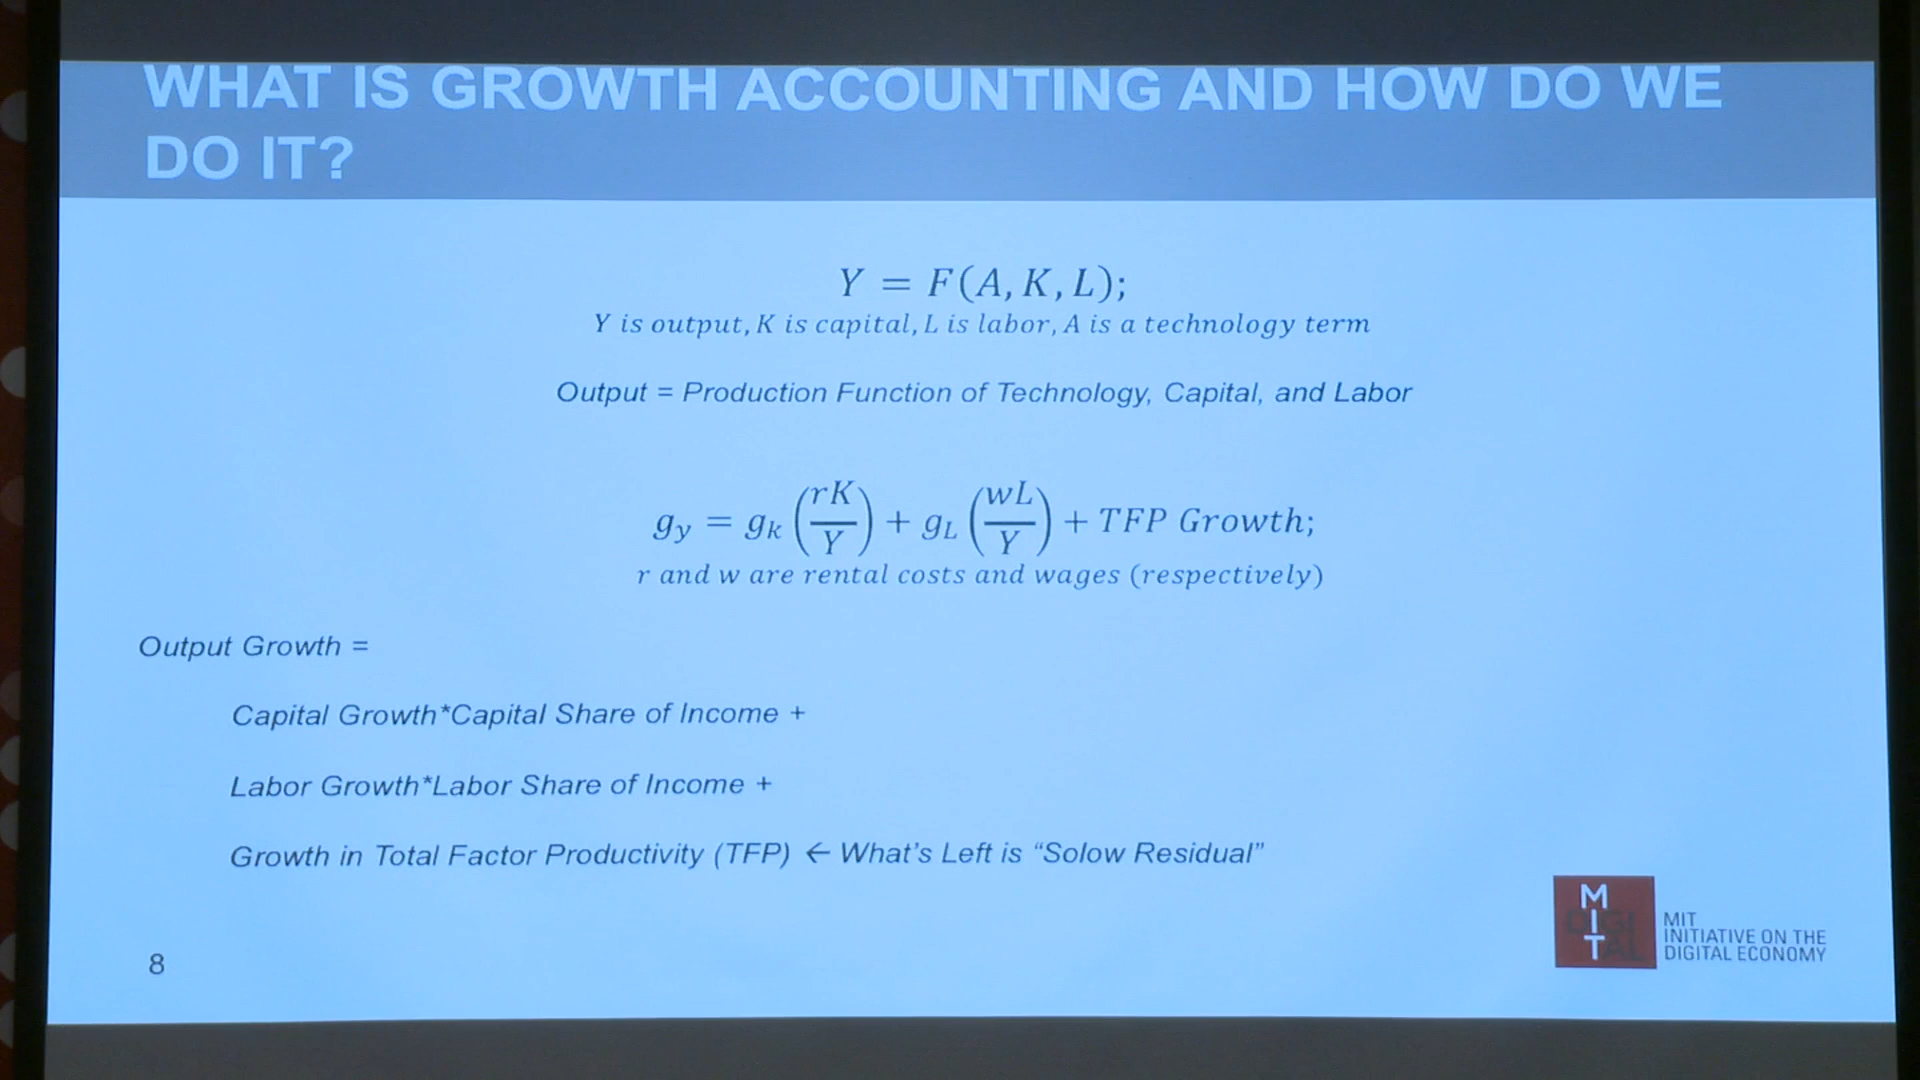 WHAT IS GROWTH ACCOUNTING AND HOW DO WE
DO IT?
Y = F(A, K, L);
Y is output, K is capital, L is labor, A is a technology term
Output = Production Function of Technology, Capital, and Labor
g_y = g_k (rK/Y) + g_L (wL/Y) + TFP Growth;
r and w are rental costs and wages (respectively)
Output Growth =
Capital Growth*Capital Share of Income +
Labor Growth*Labor Share of Income +
Growth in Total Factor Productivity (TFP) ← What's Left is “Solow Residual”
MIT
DIGITAL
MIT
INITIATIVE ON THE
DIGITAL ECONOMY
8